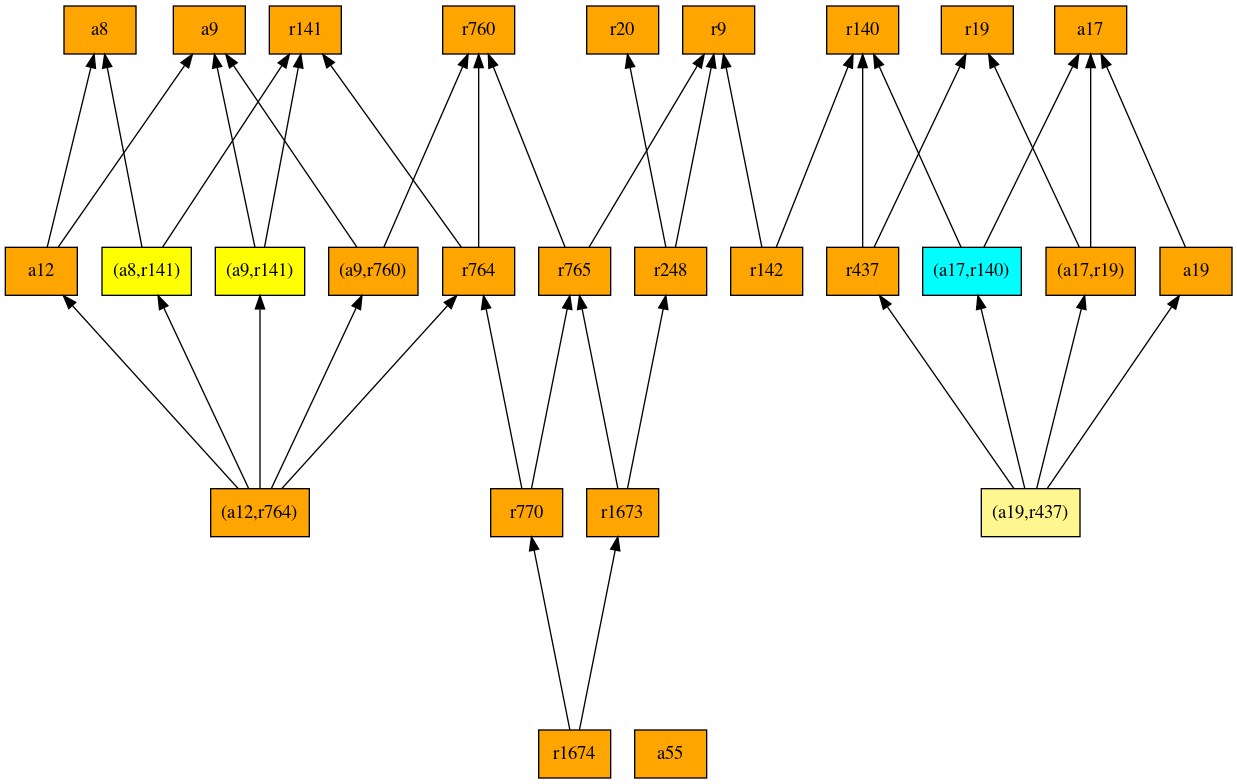 a8
a9
r141
r760
r20
r9
r140
r19
a17
a12
(a8,r141)
(a9,r141)
(a9,r760)
r764
r765
r248
r142
r437
(a17,r140)
(a17,r19)
a19
(a12,r764)
r770
r1673
(a19,r437)
r1674
a55